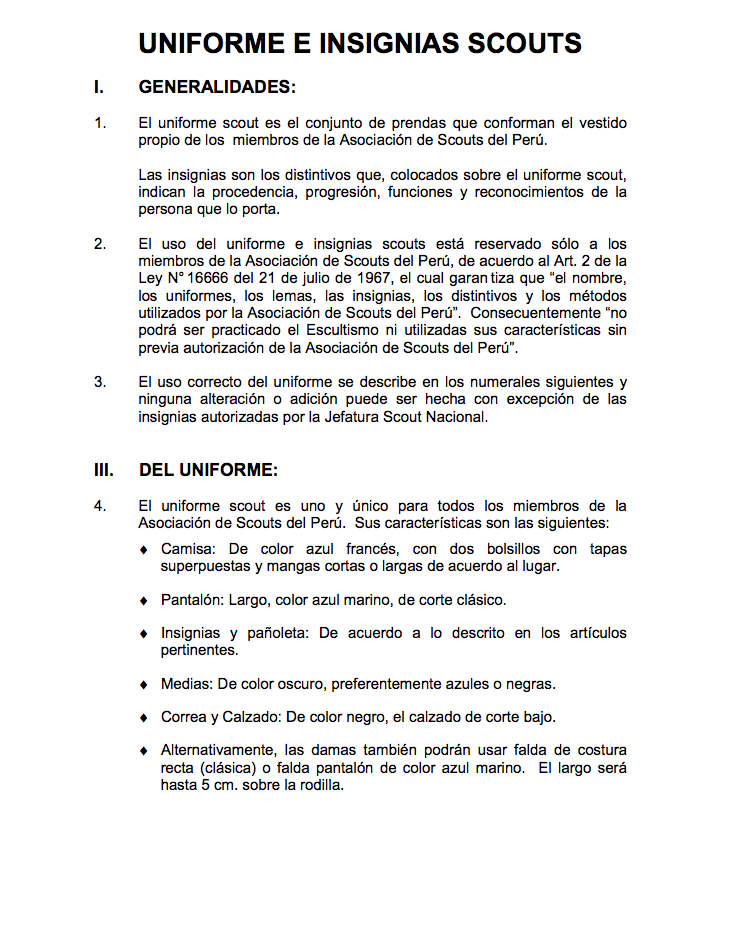 UNIFORME E INSIGNIAS SCOUTS
I. GENERALIDADES:
1. El uniforme scout es el conjunto de prendas que conforman el vestido
propio de los miembros de la Asociación de Scouts del Perú.
Las insignias son los distintivos que, colocados sobre el uniforme scout,
indican la procedencia, progresión, funciones y reconocimientos de la
persona que lo porta.
2. El uso del uniforme e insignias scouts está reservado sólo a los
miembros de la Asociación de Scouts del Perú, de acuerdo al Art. 2 de la
Ley N° 16666 del 21 de julio de 1967, el cual garan tiza que “el nombre,
los uniformes, los lemas, las insignias, los distintivos y los métodos
utilizados por la Asociación de Scouts del Perú”. Consecuentemente “no
podrá ser practicado el Escultismo ni utilizadas sus características sin
previa autorización de la Asociación de Scouts del Perú”.
3. El uso correcto del uniforme se describe en los numerales siguientes y
ninguna alteración o adición puede ser hecha con excepción de las
insignias autorizadas por la Jefatura Scout Nacional.
III. DEL UNIFORME:
4. El uniforme scout es uno y único para todos los miembros de la
Asociación de Scouts del Perú. Sus características son las siguientes:
♦ Camisa: De color azul francés, con dos bolsillos con tapas
superpuestas y mangas cortas o largas de acuerdo al lugar.
♦ Pantalón: Largo, color azul marino, de corte clásico.
♦ Insignias y pañoleta: De acuerdo a lo descrito en los artículos
pertinentes.
♦ Medias: De color oscuro, preferentemente azules o negras.
♦ Correa y Calzado: De color negro, el calzado de corte bajo.
♦ Alternativamente, las damas también podrán usar falda de costura
recta (clásica) o falda pantalón de color azul marino. El largo será
hasta 5 cm. sobre la rodilla.